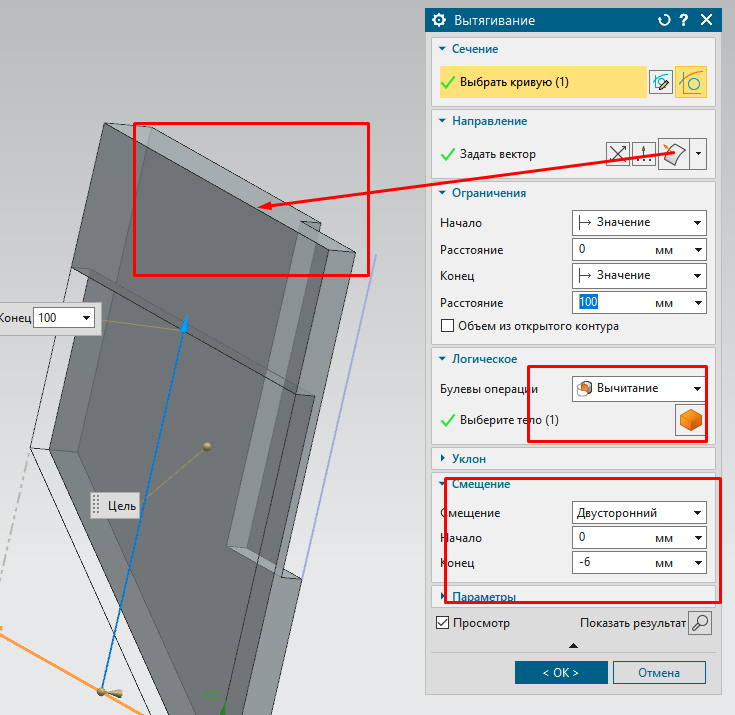 Вытягивание
Сечение
Выбрать кривую (1)
Направление
Задать вектор
Ограничения
Начало
Значение
Расстояние
0
мм
Конец
Значение
Расстояние
100
мм
Объем из открытого контура
Логическое
Булевы операции
Вычитание
Выберите тело (1)
Уклон
Смещение
Смещение
Двусторонний
Начало
0
мм
Конец
-6
мм
Параметры
Просмотр
Показать результат
< ОК >
Отмена
Конец
100
Цель